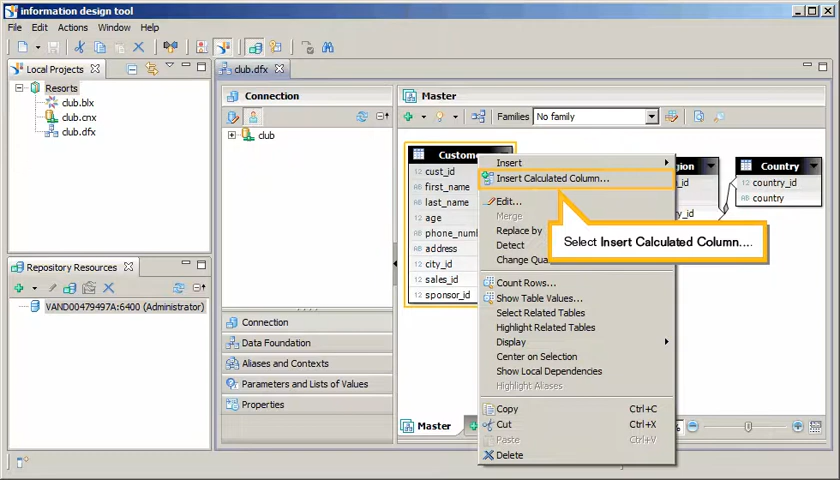 information design tool
File Edit Actions Window Help
Local Projects
club.dfx
Resorts
club.blx
club.cnx
club.dfx
Connection
club
Master
Families No family
Custome
cust_id
first_name
last_name
age
phone_num
address
city_id
sales_id
sponsor_id
Insert
Insert Calculated Column...
Edit...
Merge
Replace by
Detect
Change Qua
Count Rows...
Show Table Values...
Select Related Tables
Highlight Related Tables
Display
Center on Selection
Show Local Dependencies
Highlight Aliases
Copy Ctrl+C
Cut Ctrl+X
Paste Ctrl+V
Delete
Select Insert Calculated Column....
gion
_id
y_id
Country
country_id
country
Repository Resources
VAND00479497A:6400 (Administrator)
Connection
Data Foundation
Aliases and Contexts
Parameters and Lists of Values
Properties
Master
%